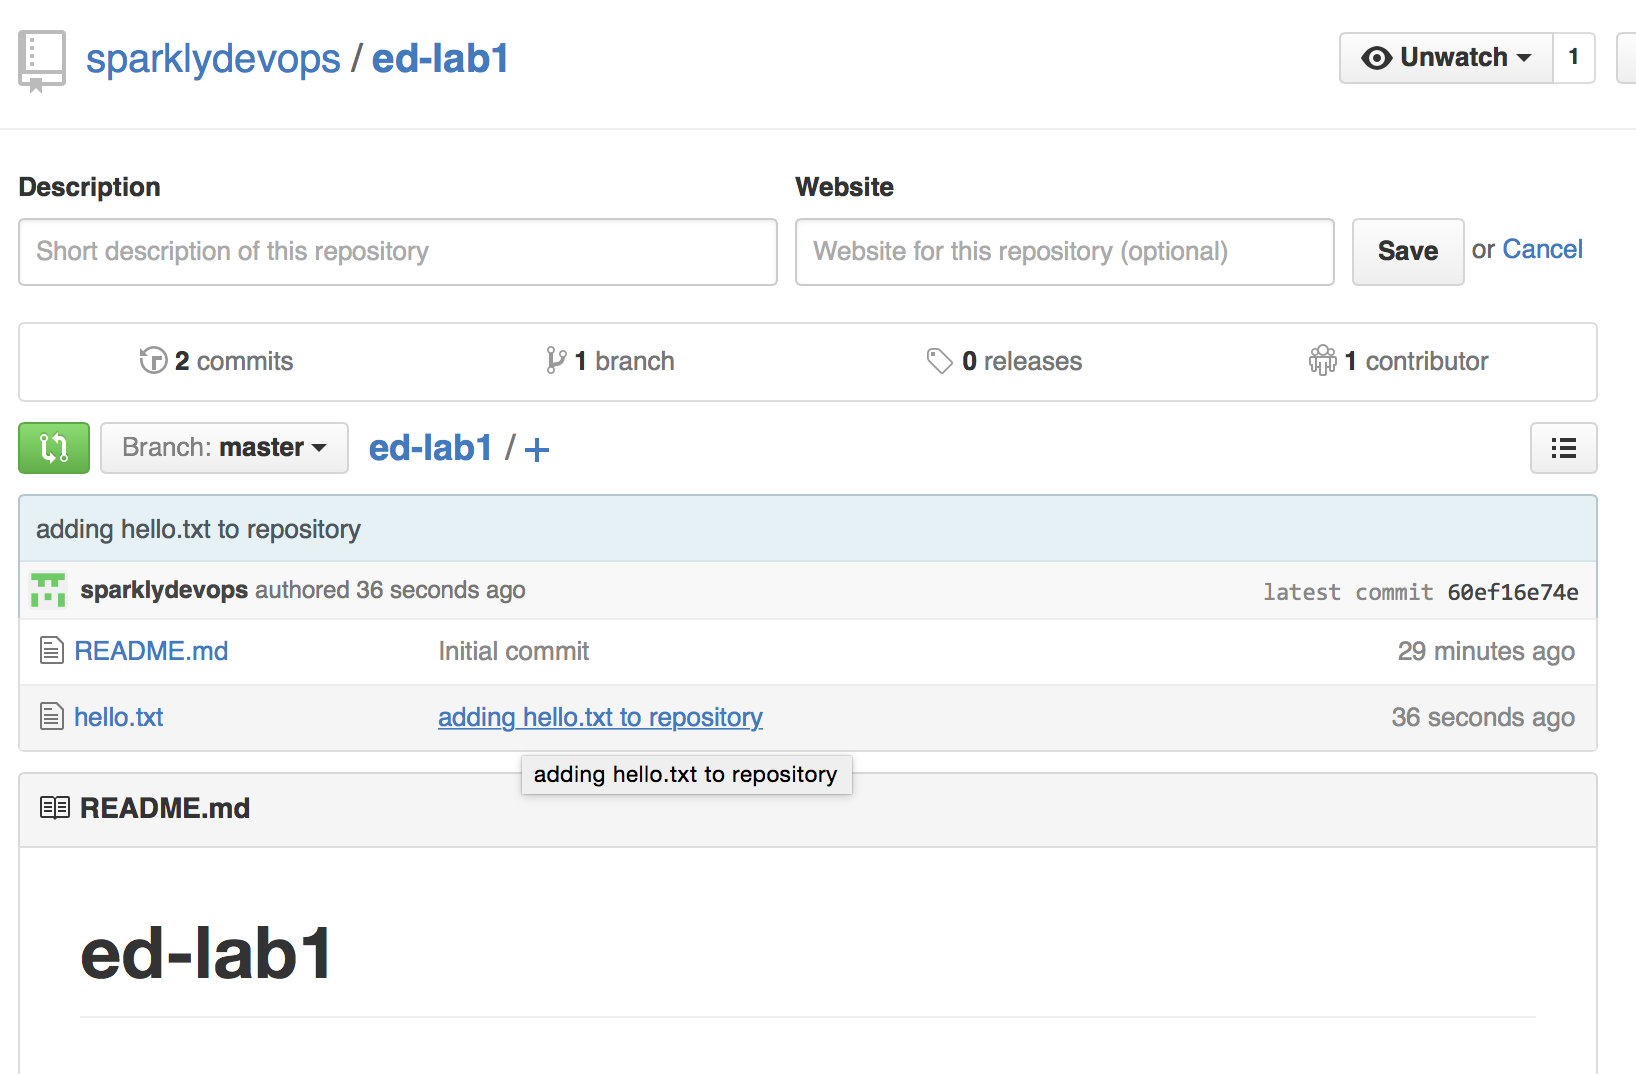 sparklydevops / ed-lab1
Unwatch 1
Description
Website
Short description of this repository
Website for this repository (optional)
Save or Cancel
2 commits
1 branch
0 releases
1 contributor
Branch: master
ed-lab1 / +
adding hello.txt to repository
sparklydevops authored 36 seconds ago
latest commit 60ef16e74e
README.md Initial commit 29 minutes ago
hello.txt adding hello.txt to repository 36 seconds ago
adding hello.txt to repository
README.md
ed-lab1